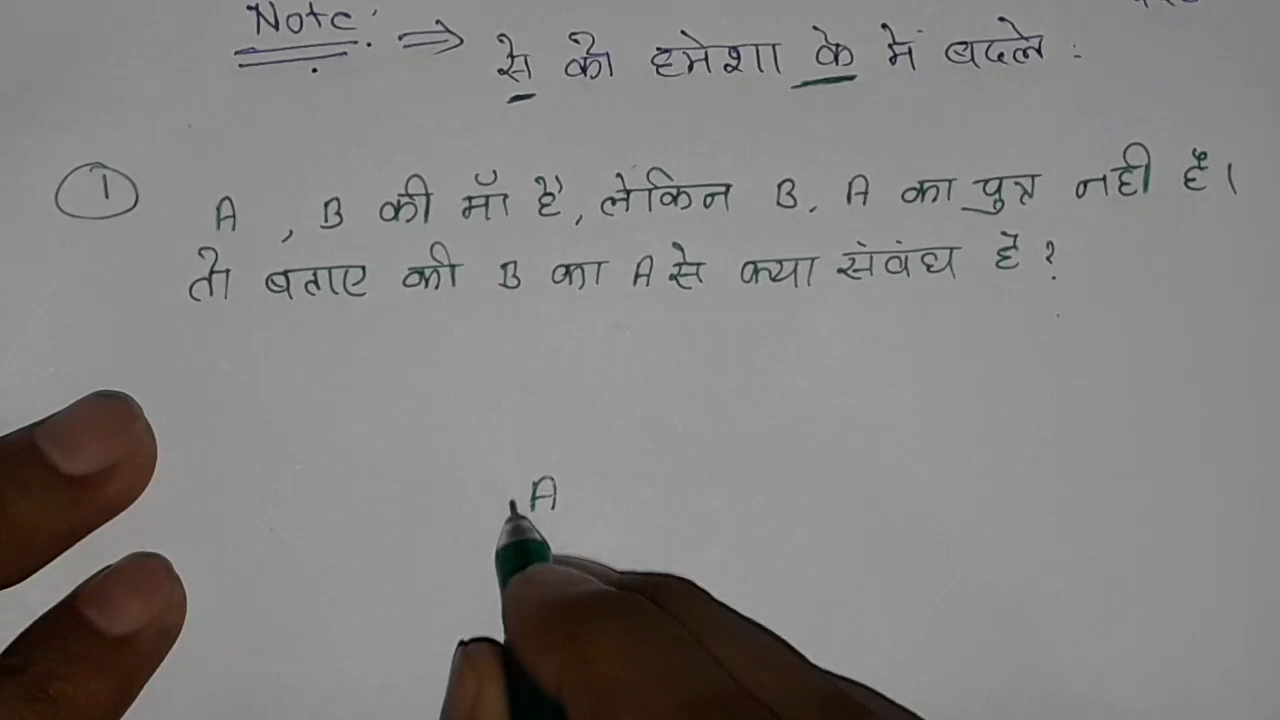 Note: ⇒ से को हमेशा के में बदले :
① A , B की माँ है, लेकिन B, A का पुत्र नही है।
तो बताए की B का A से क्या संबंध है ?
A